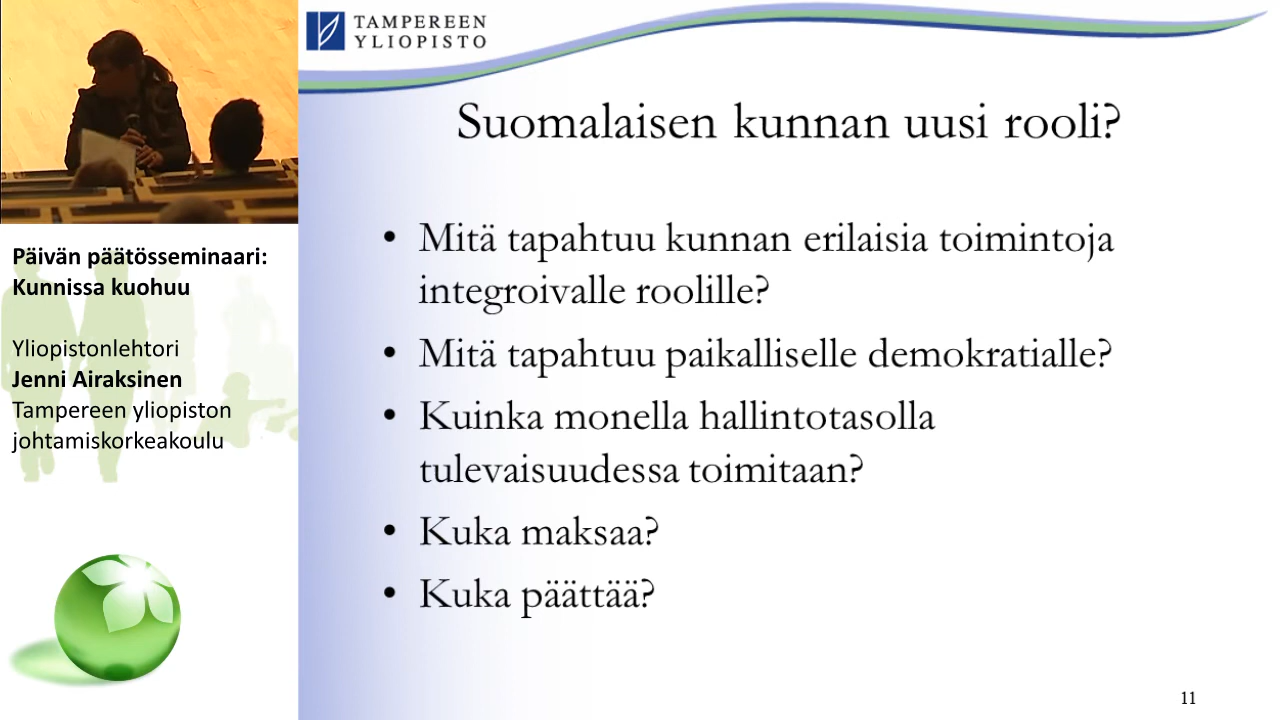 TAMPEREEN
YLIOPISTO
Suomalaisen kunnan uusi rooli?
• Mitä tapahtuu kunnan erilaisia toimintoja
integroivalle roolille?
• Mitä tapahtuu paikalliselle demokratialle?
• Kuinka monella hallintotasolla
tulevaisuudessa toimitaan?
• Kuka maksaa?
• Kuka päättää?
11
Päivän päätösseminaari:
Kunnissa kuohuu
Yliopistonlehtori
Jenni Airaksinen
Tampereen yliopiston
johtamiskorkeakoulu